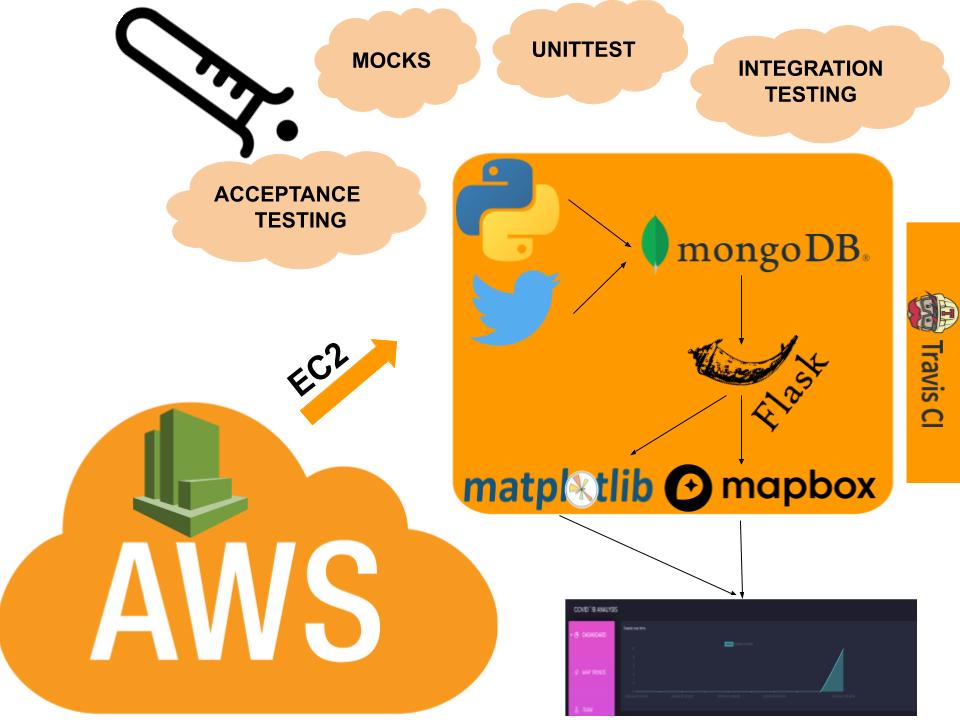 MOCKS
UNITTEST
INTEGRATION
TESTING
ACCEPTANCE
TESTING
mongoDB®
Travis CI
EC2
Flask
matplotlib
mapbox
AWS
COVID`19 ANALYSIS
DASHBOARD
MAP TRENDS
TEAM